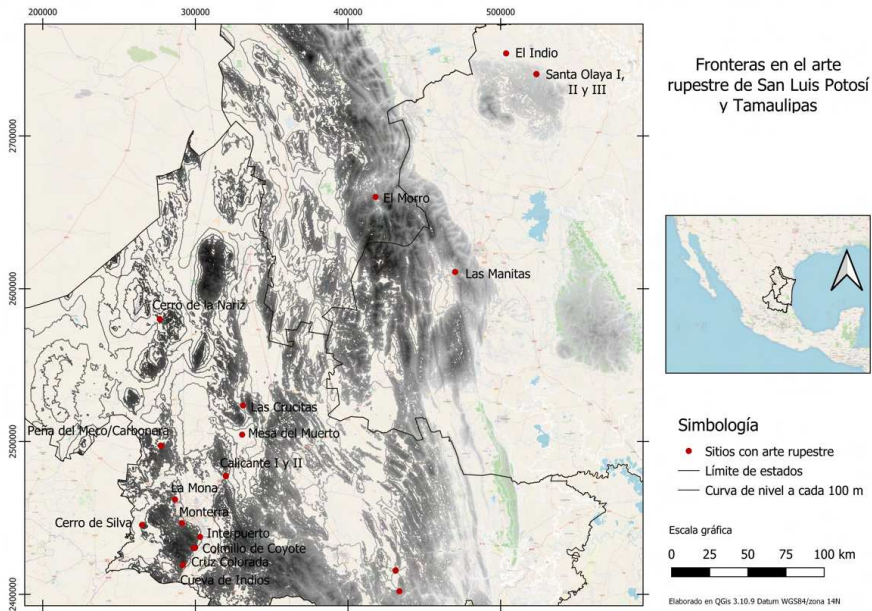 200000
300000
400000
500000
El Indio
Santa Olaya I,
II y III
2700000
El Morro
Las Manitas
2600000
Cerro de la Nariz
Las Crucitas
Peña del Meco/Carbonera
Mesa del Muerto
2500000
Calicante I y II
La Mona
Monterra
Cerro de Silva
Interpuerto
Colmillo de Coyote
Cruz Colorada
Cueva de Indios
2400000
Fronteras en el arte
rupestre de San Luis Potosí
y Tamaulipas
Simbología
Sitios con arte rupestre
Límite de estados
Curva de nivel a cada 100 m
Escala gráfica
0 25 50 75 100 km
Elaborado en QGis 3.10.9 Datum WGS84/zona 14N